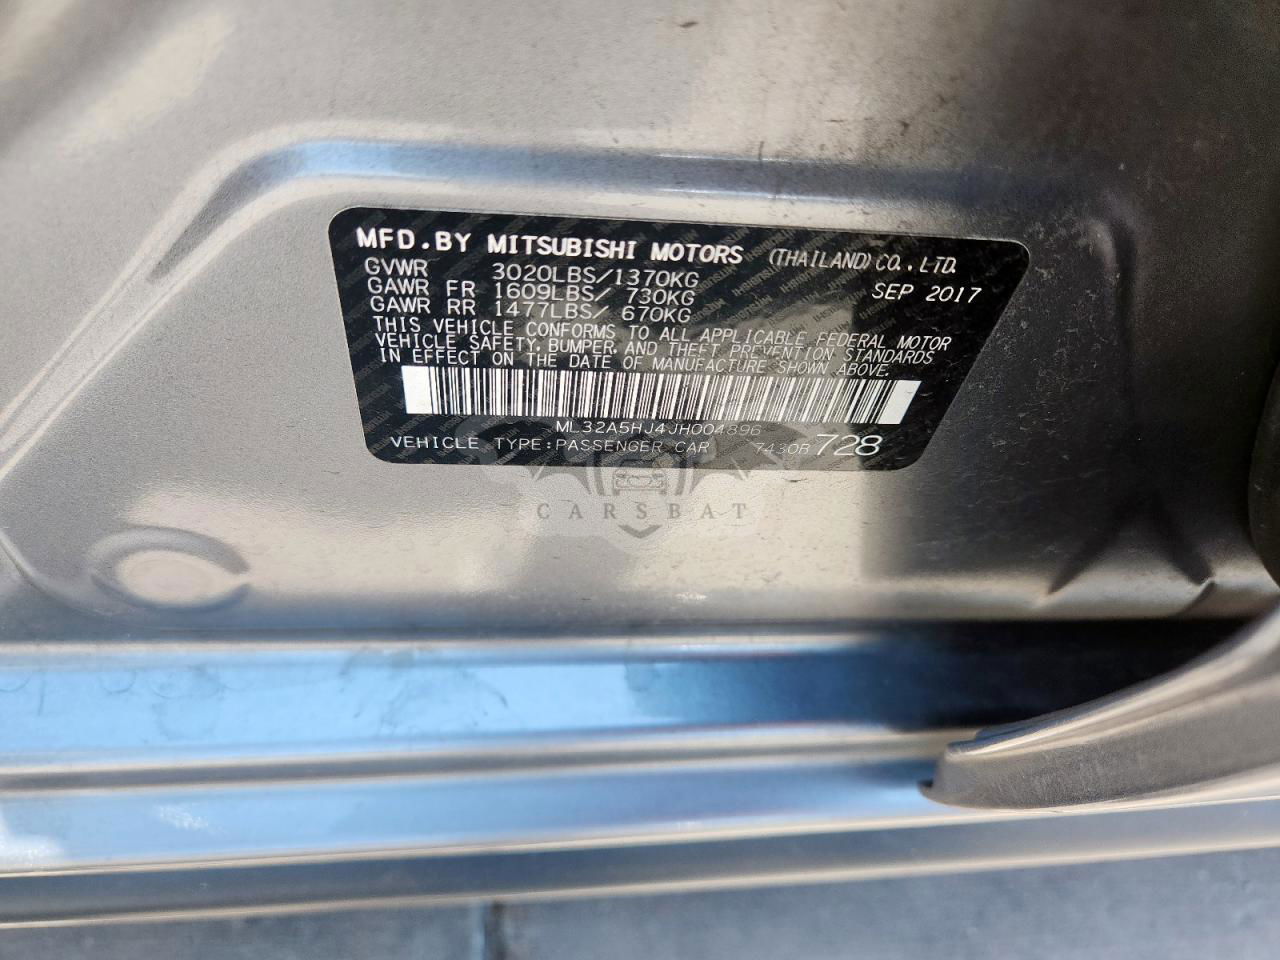 MFD.BY MITSUBISHI MOTORS (THAILAND) CO., LTD.
GVWR 3020LBS/1370KG SEP 2017
GAWR FR 1609LBS/ 730KG
GAWR RR 1477LBS/ 670KG
THIS VEHICLE CONFORMS TO ALL APPLICABLE FEDERAL MOTOR
VEHICLE SAFETY, BUMPER, AND THEFT PREVENTION STANDARDS
IN EFFECT ON THE DATE OF MANUFACTURE SHOWN ABOVE.
ML32A5HJ4JH004896
VEHICLE TYPE:PASSENGER CAR 7430B 728
CARSBAT